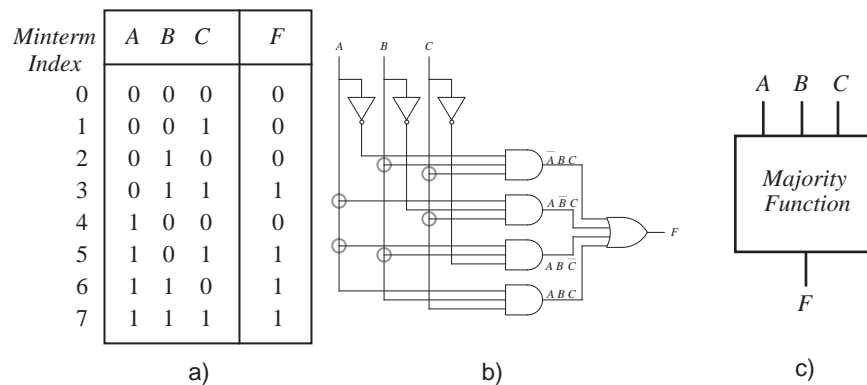 Minterm Index A B C F
0 0 0 0 0
1 0 0 1 0
2 0 1 0 0
3 0 1 1 1
4 1 0 0 0
5 1 0 1 1
6 1 1 0 1
7 1 1 1 1
a)
A B C
A̅ B C
A B̅ C
A B C̅
A B C
F
b)
A B C
Majority
Function
F
c)